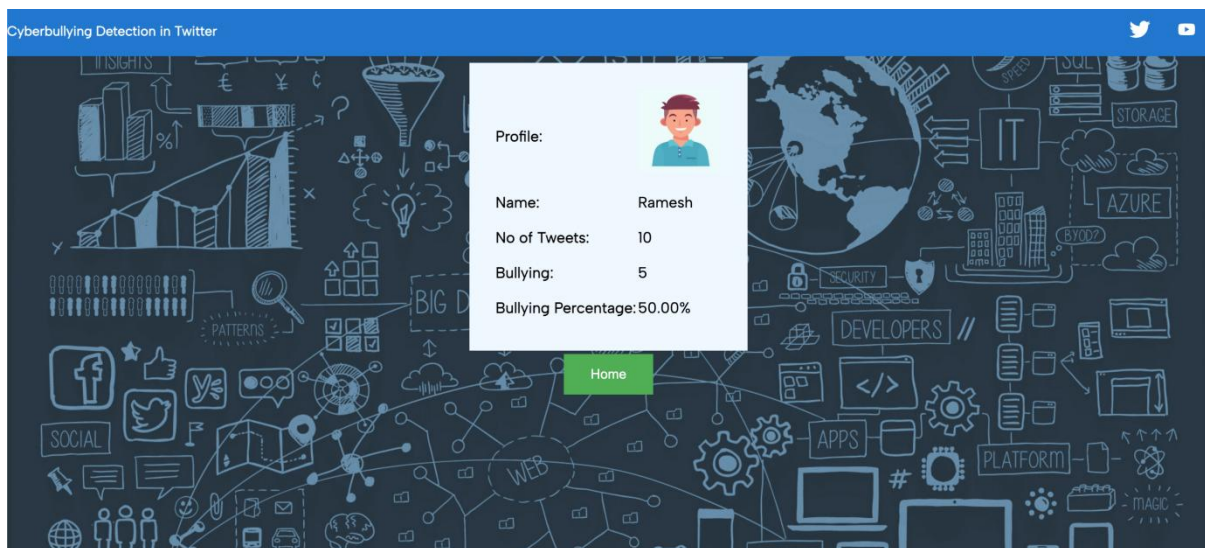 Cyberbullying Detection in Twitter
INSIGHTS
SPEED
SQL
STORAGE
IT
AZURE
BYOD?
Profile:
Name: Ramesh
No of Tweets: 10
Bullying: 5
Bullying Percentage: 50.00%
Home
SECURITY
BIG D
PATTERNS
DEVELOPERS //
</>
SOCIAL
WEB
APPS
#
PLATFORM
MAGIC